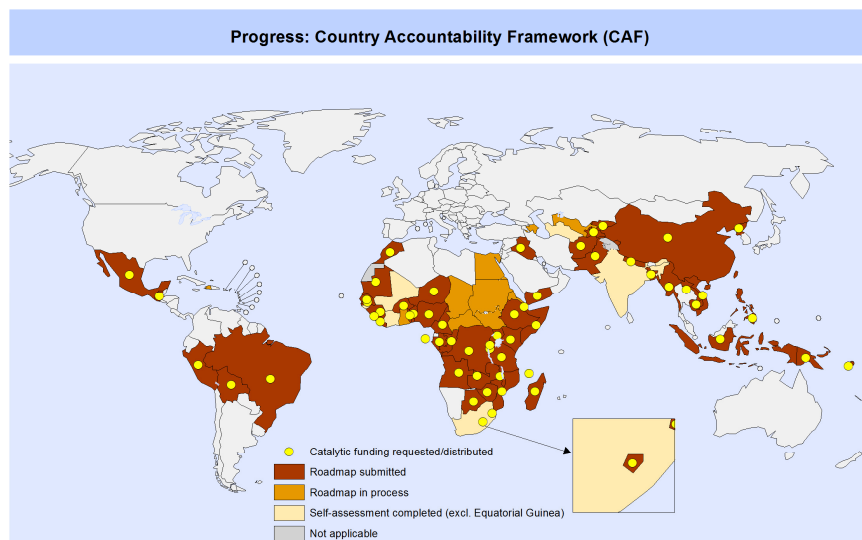 Progress: Country Accountability Framework (CAF)
Catalytic funding requested/distributed
Roadmap submitted
Roadmap in process
Self-assessment completed (excl. Equatorial Guinea)
Not applicable